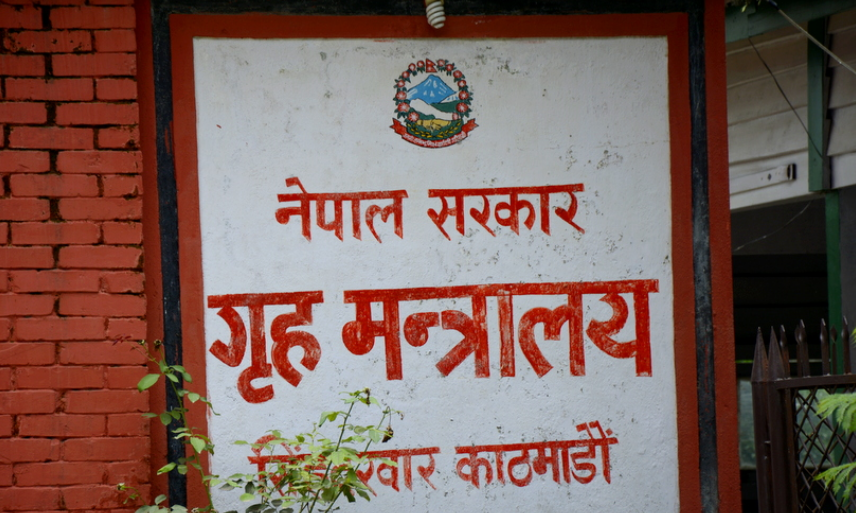 नेपाल सरकार
गृह मन्त्रालय
काठमाडौं